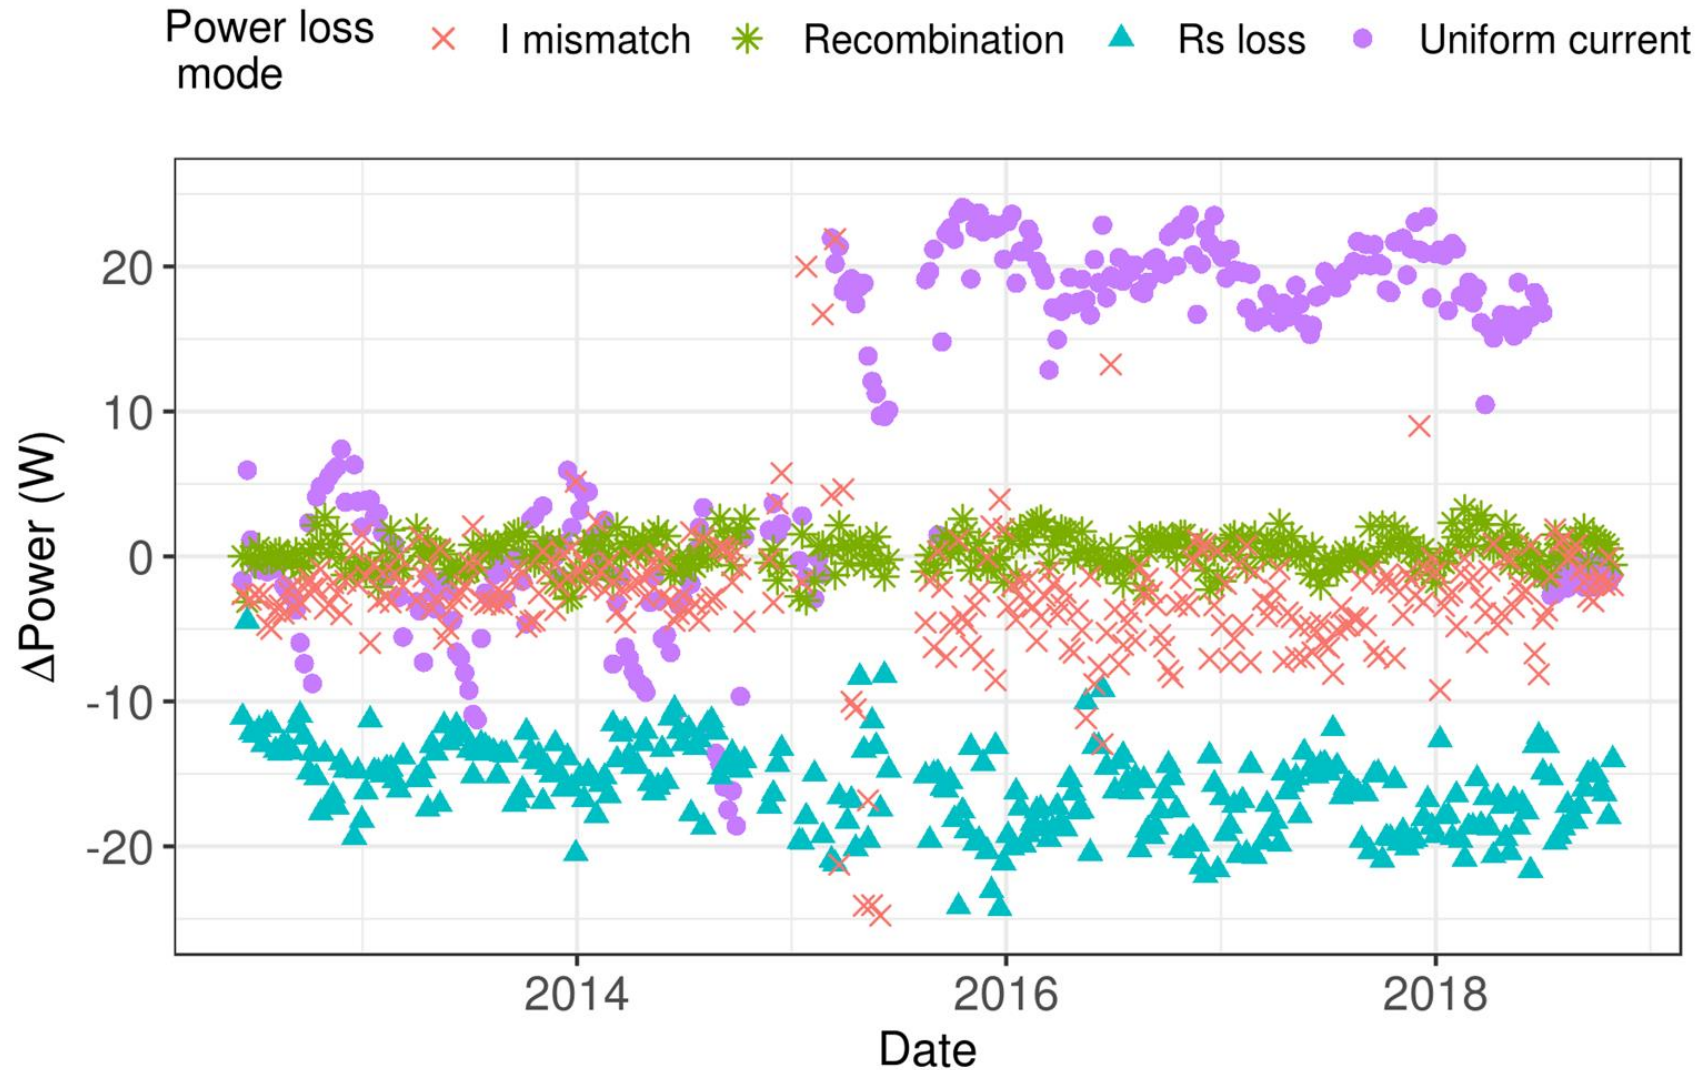 Power loss mode
I mismatch
Recombination
Rs loss
Uniform current
ΔPower (W)
20
10
0
-10
-20
2014
2016
2018
Date